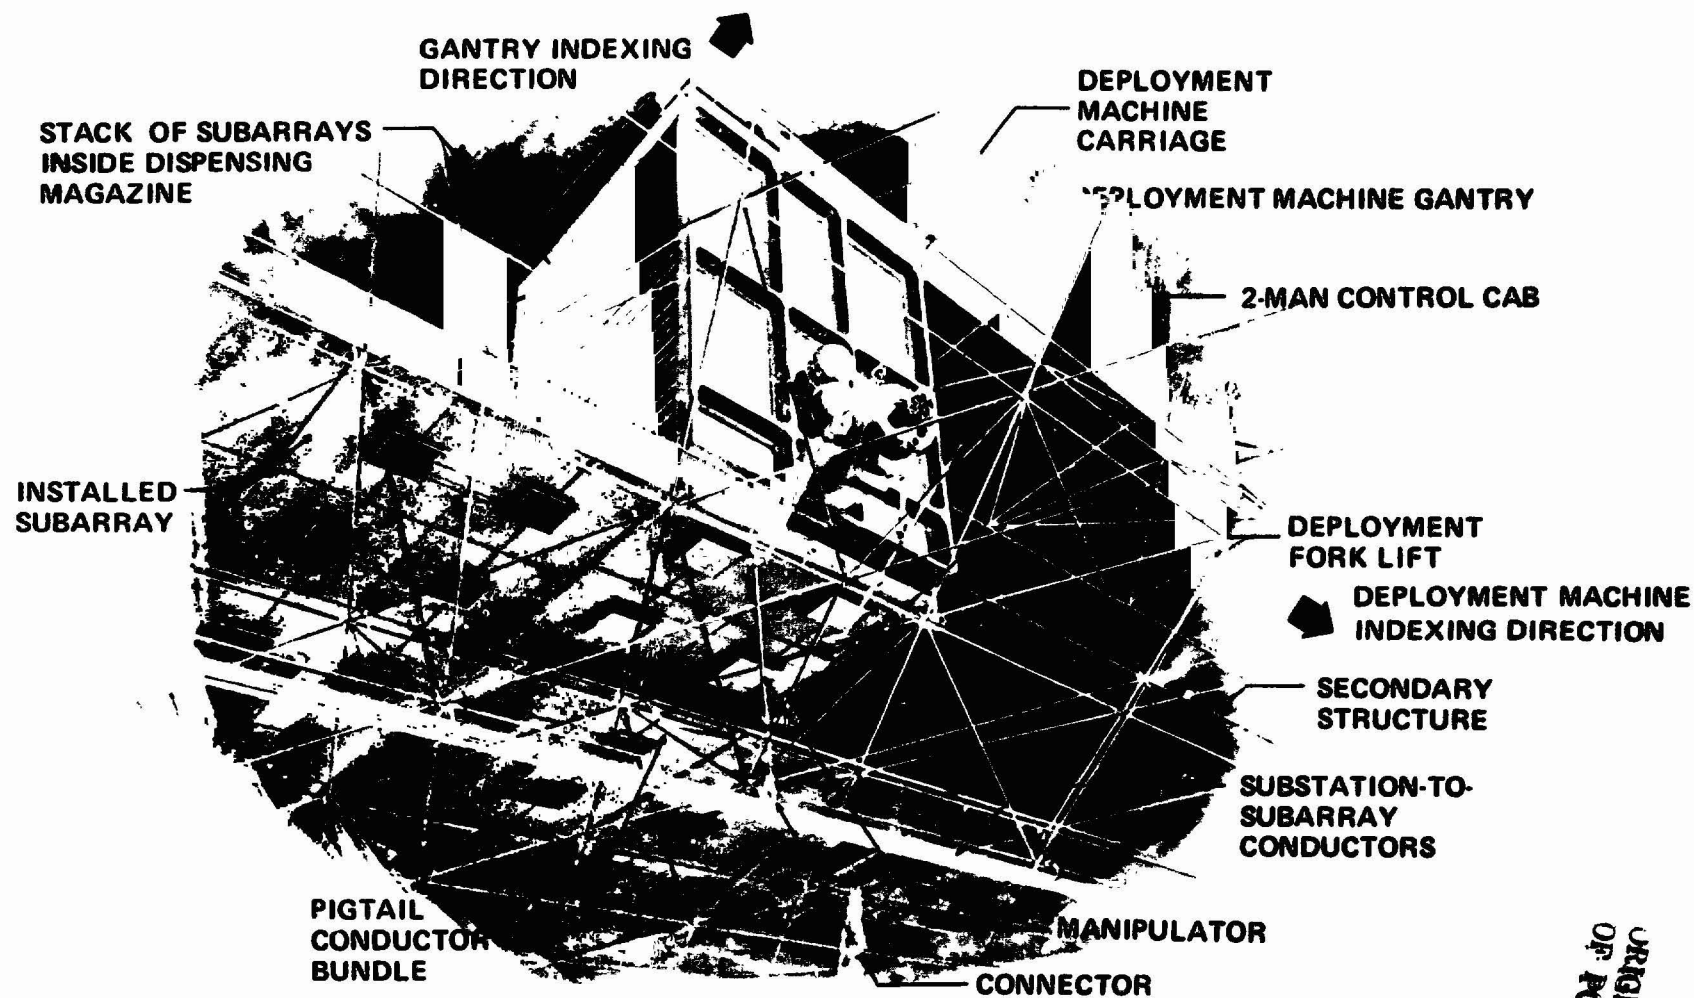 GANTRY INDEXING
DIRECTION
DEPLOYMENT
MACHINE
CARRIAGE
STACK OF SUBARRAYS
INSIDE DISPENSING
MAGAZINE
DEPLOYMENT MACHINE GANTRY
2-MAN CONTROL CAB
INSTALLED
SUBARRAY
DEPLOYMENT
FORK LIFT
DEPLOYMENT MACHINE
INDEXING DIRECTION
SECONDARY
STRUCTURE
SUBSTATION-TO-
SUBARRAY
CONDUCTORS
PIGTAIL
CONDUCTOR
BUNDLE
MANIPULATOR
CONNECTOR
OF